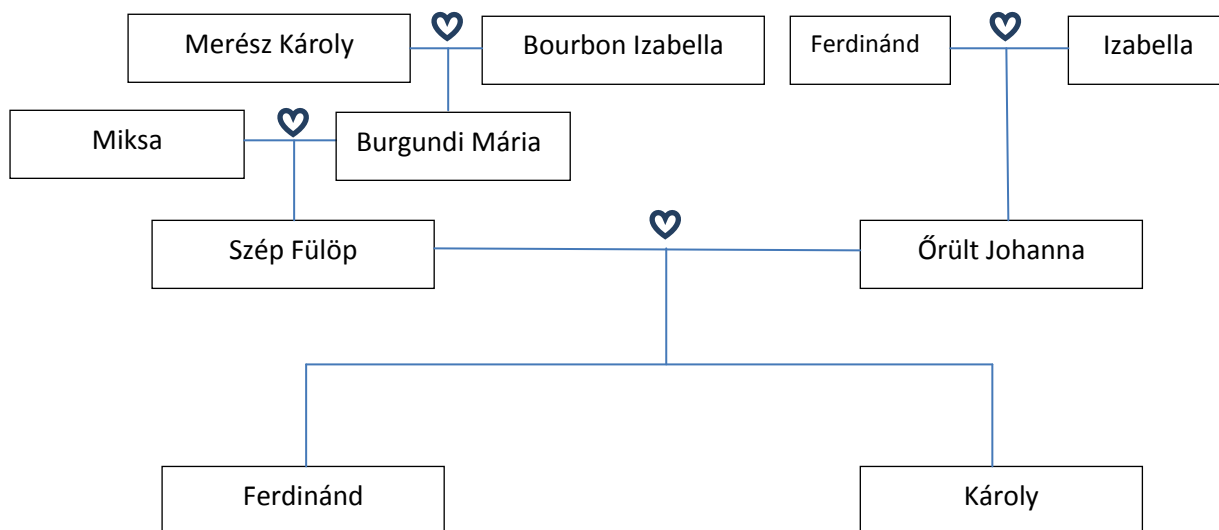 Merész Károly
Bourbon Izabella
Ferdinánd
Izabella
Miksa
Burgundi Mária
Szép Fülöp
Őrült Johanna
Ferdinánd
Károly